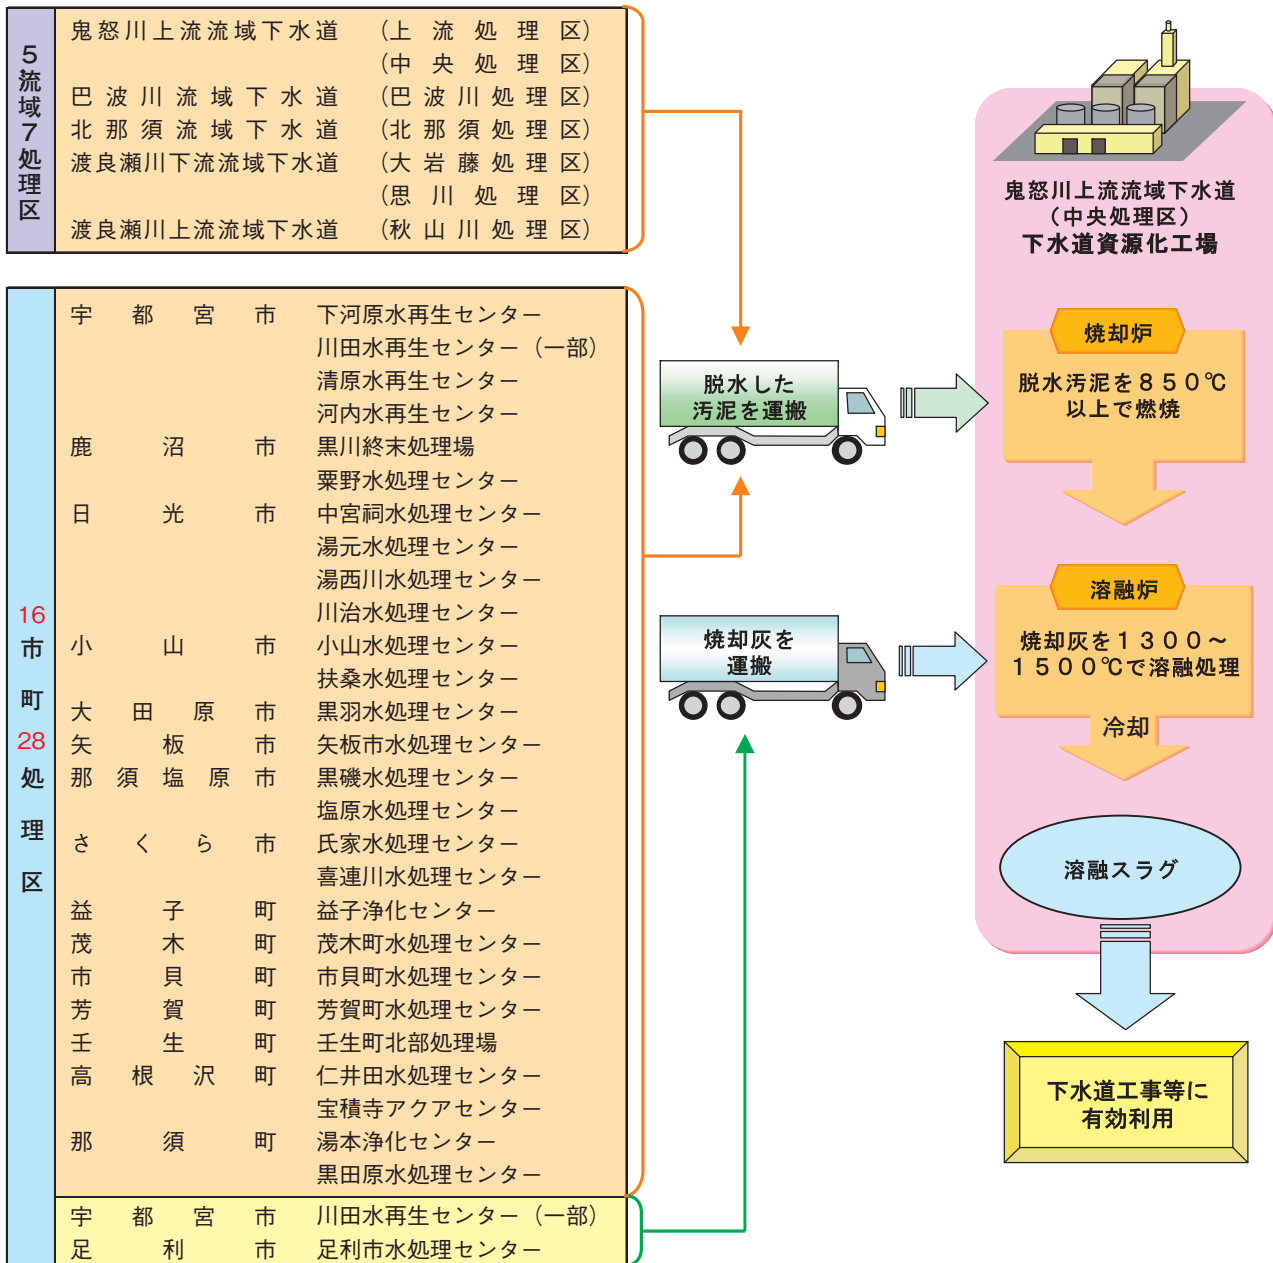 5流域7処理区
鬼怒川上流流域下水道 （上流処理区）
（中央処理区）
巴波川流域下水道 （巴波川処理区）
北那須流域下水道 （北那須処理区）
渡良瀬川下流流域下水道 （大岩藤処理区）
（思川処理区）
渡良瀬川上流流域下水道 （秋山川処理区）
16市町28処理区
宇都宮市 下河原水再生センター
川田水再生センター（一部）
清原水再生センター
河内水再生センター
鹿沼市 黒川終末処理場
粟野水処理センター
日光市 中宮祠水処理センター
湯元水処理センター
湯西川水処理センター
川治水処理センター
小山市 小山水処理センター
扶桑水処理センター
大田原市 黒羽水処理センター
矢板市 矢板市水処理センター
那須塩原市 黒磯水処理センター
塩原水処理センター
さくら市 氏家水処理センター
喜連川水処理センター
益子町 益子浄化センター
茂木町 茂木町水処理センター
市貝町 市貝町水処理センター
芳賀町 芳賀町水処理センター
壬生町 壬生町北部処理場
高根沢町 仁井田水処理センター
宝積寺アクアセンター
那須町 湯本浄化センター
黒田原水処理センター
宇都宮市 川田水再生センター（一部）
足利市 足利市水処理センター
脱水した
汚泥を運搬
焼却灰を
運搬
鬼怒川上流流域下水道
（中央処理区）
下水道資源化工場
焼却炉
脱水汚泥を８５０℃
以上で燃焼
溶融炉
焼却灰を１３００～
１５００℃で溶融処理
冷却
溶融スラグ
下水道工事等に
有効利用